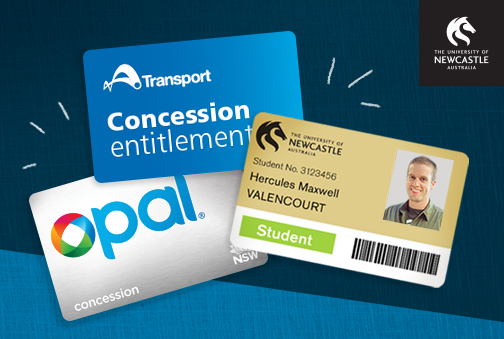 THE UNIVERSITY OF
NEWCASTLE
AUSTRALIA
Transport
Concession
entitlement
THE UNIVERSITY OF
NEWCASTLE
AUSTRALIA
Student No. 3123456
Hercules Maxwell
VALENCOURT
Student
opal®
NSW
concession